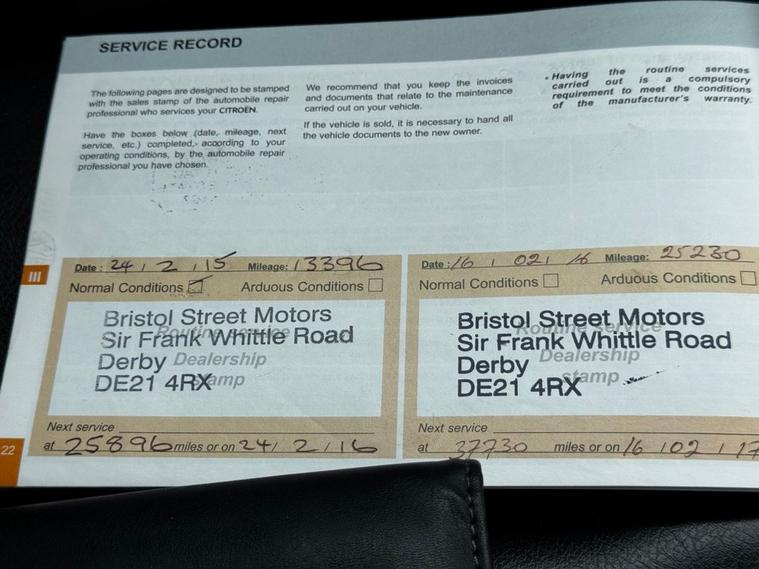 SERVICE RECORD
The following pages are designed to be stamped
with the sales stamp of the automobile repair
professional who services your CITROËN.
Have the boxes below (date, mileage, next
service, etc.) completed, according to your
operating conditions, by the automobile repair
professional you have chosen.
We recommend that you keep the invoices
and documents that relate to the maintenance
carried out on your vehicle.
If the vehicle is sold, it is necessary to hand all
the vehicle documents to the new owner.
• Having the routine services
carried out is a compulsory
requirement to meet the conditions
of the manufacturer's warranty.
III
Date : 24 / 2 / 15 Mileage: 13396
Normal Conditions Arduous Conditions
Routine service
Dealership
stamp
Bristol Street Motors
Sir Frank Whittle Road
Derby
DE21 4RX
Next service
at 25896 miles or on 24 / 2 / 16
Date : 16 / 02 / 16 Mileage: 25230
Normal Conditions Arduous Conditions
Routine service
Dealership
stamp
Bristol Street Motors
Sir Frank Whittle Road
Derby
DE21 4RX
Next service
at 37730 miles or on 16 / 02 / 17
22